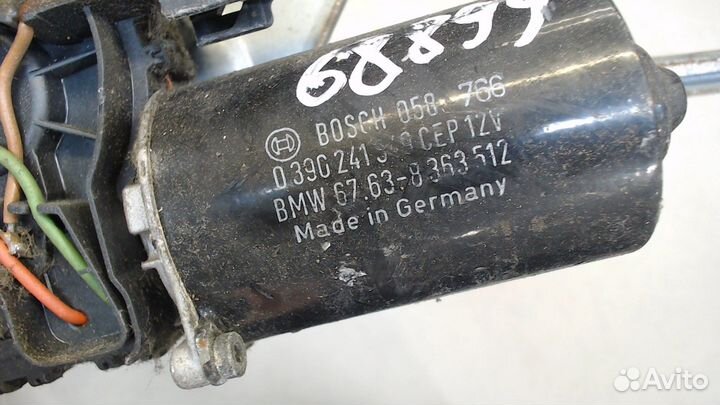 68899
BOSCH 058 766
0 390 241 CEP 12V
BMW 67.63-8 363 512
Made in Germany
Avito